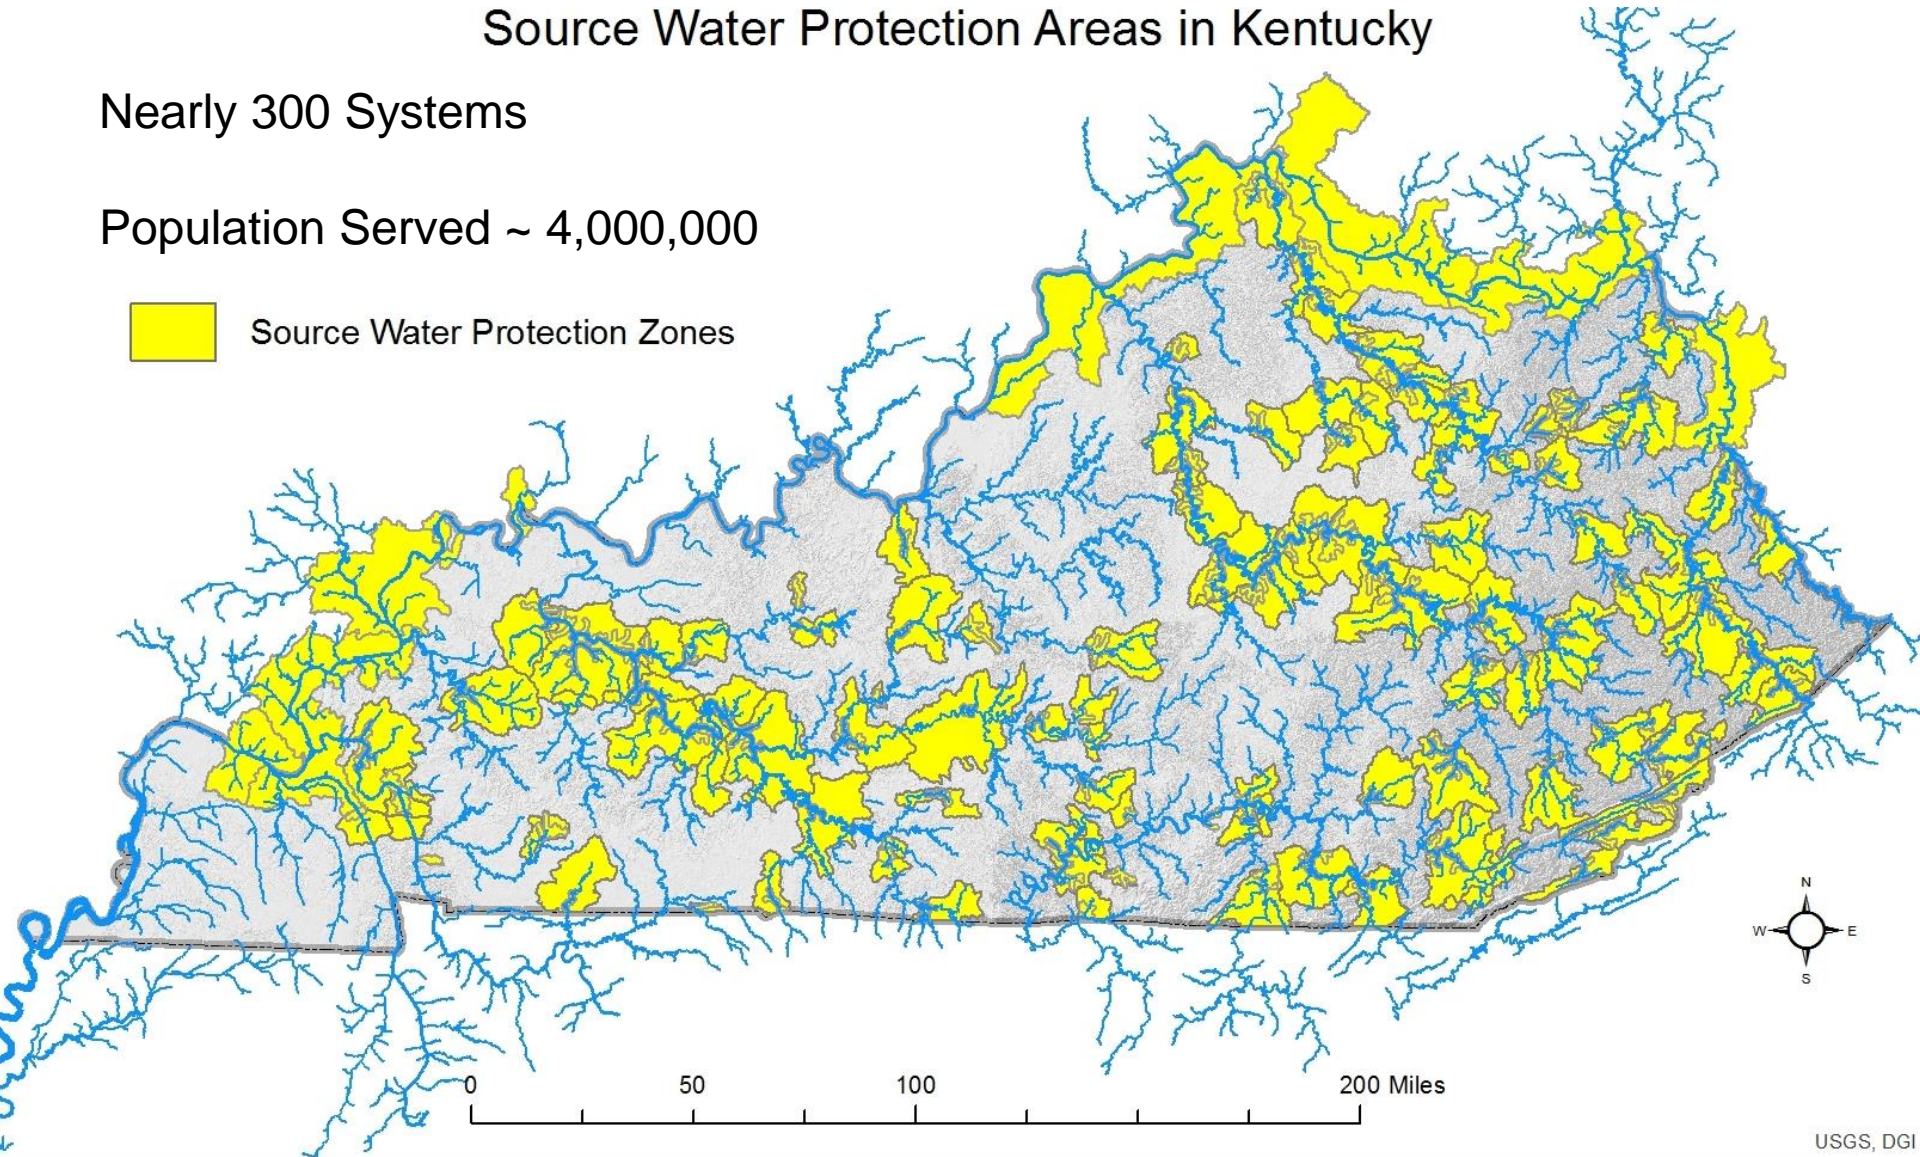 Source Water Protection Areas in Kentucky
Nearly 300 Systems
Population Served ~ 4,000,000
Source Water Protection Zones
N
W E
S
0 50 100 200 Miles
USGS, DGI